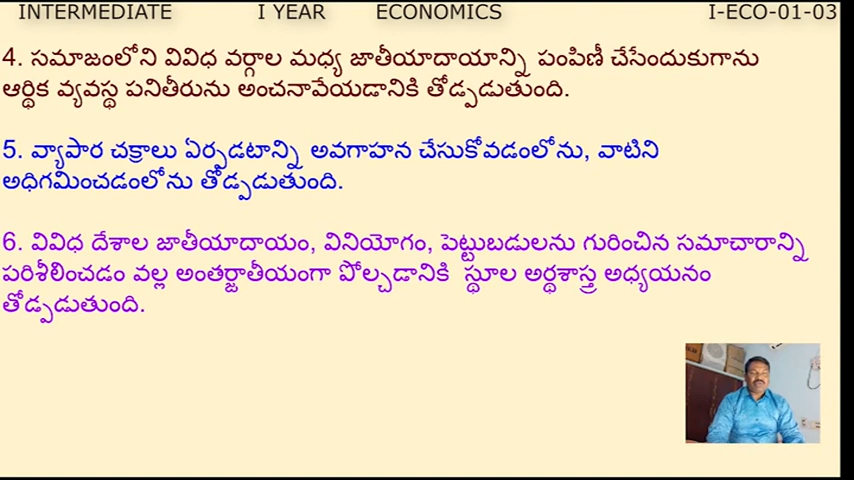 INTERMEDIATE I YEAR ECONOMICS I-ECO-01-03
4. సమాజంలోని వివిధ వర్గాల మధ్య జాతీయాదాయాన్ని పంపిణీ చేసేందుకుగాను
ఆర్థిక వ్యవస్థ పనితీరును అంచనావేయడానికి తోడ్పడుతుంది.
5. వ్యాపార చక్రాలు ఏర్పడటాన్ని అవగాహన చేసుకోవడంలోను, వాటిని
అధిగమించడంలోను తోడ్పడుతుంది.
6. వివిధ దేశాల జాతీయాదాయం, వినియోగం, పెట్టుబడులను గురించిన సమాచారాన్ని
పరిశీలించడం వల్ల అంతర్జాతీయంగా పోల్చడానికి స్థూల అర్థశాస్త్ర అధ్యయనం
తోడ్పడుతుంది.